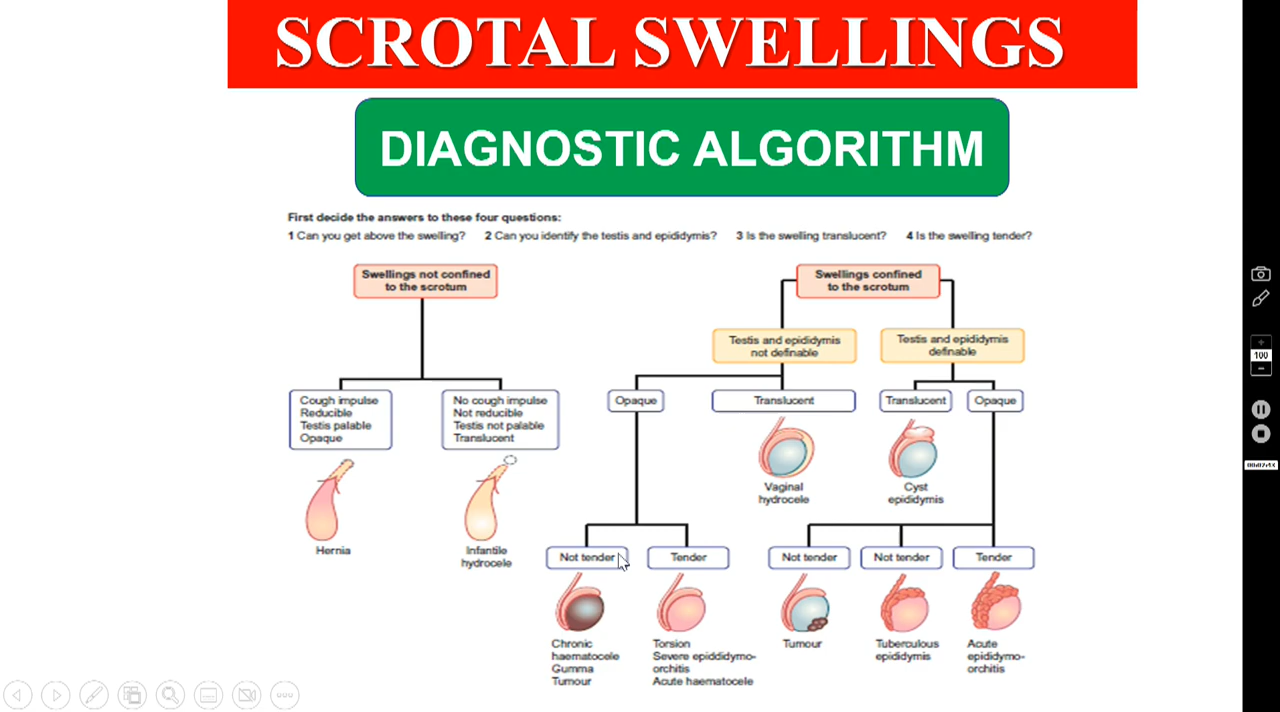 SCROTAL SWELLINGS
DIAGNOSTIC ALGORITHM
First decide the answers to these four questions:
1 Can you get above the swelling? 2 Can you identify the testis and epididymis? 3 Is the swelling translucent? 4 Is the swelling tender?
Swellings not confined
to the scrotum
Swellings confined
to the scrotum
Testis and epididymis
not definable
Testis and epididymis
definable
Cough impulse
Reducible
Testis palable
Opaque
No cough impulse
Not reducible
Testis not palable
Translucent
Opaque
Translucent
Translucent
Opaque
Vaginal
hydrocele
Cyst
epididymis
Hernia
Infantile
hydrocele
Not tender
Tender
Not tender
Not tender
Tender
Chronic
haematocele
Gumma
Tumour
Torsion
Severe epididdymo-
orchitis
Acute haematocele
Tumour
Tuberculous
epididymis
Acute
epididymo-
orchitis
100